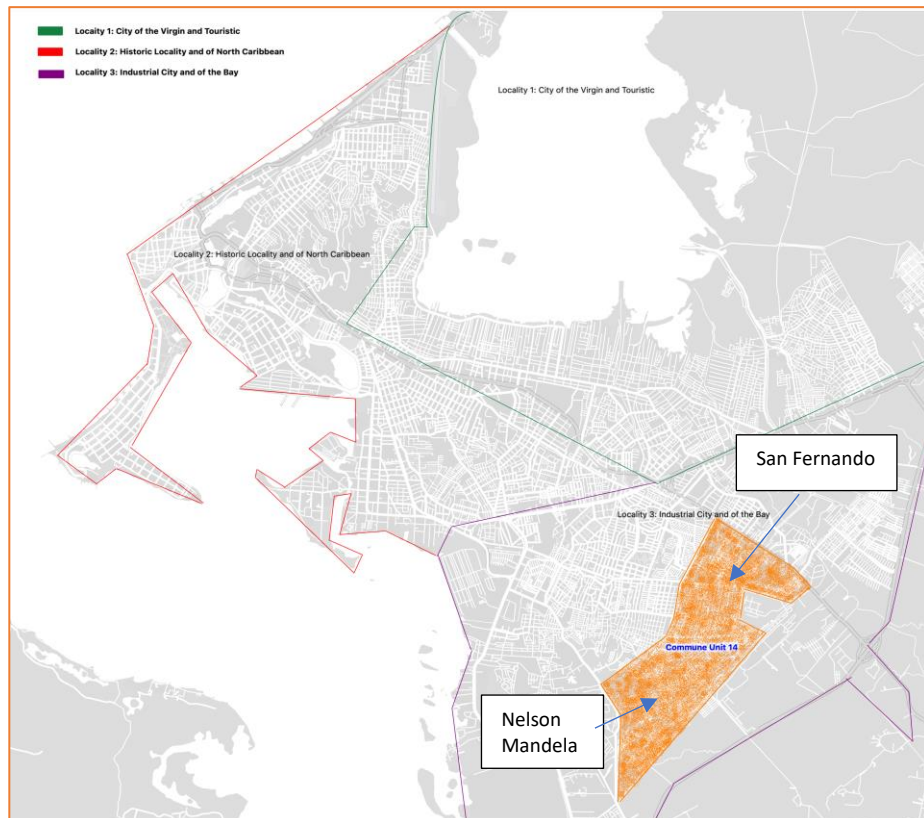 Locality 1: City of the Virgin and Touristic
Locality 2: Historic Locality and of North Caribbean
Locality 3: Industrial City and of the Bay
Locality 1: City of the Virgin and Touristic
Locality 2: Historic Locality and of North Caribbean
San Fernando
Locality 3: Industrial City and of the Bay
Commune Unit 14
Nelson
Mandela